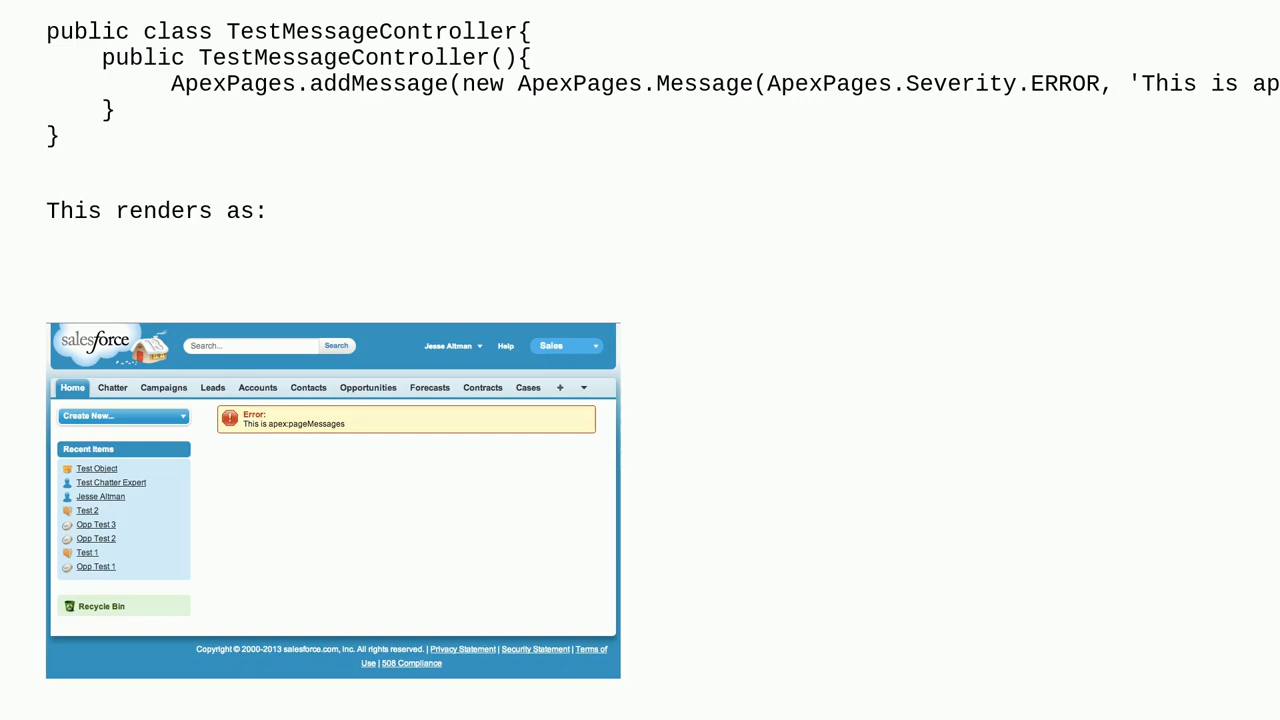 public class TestMessageController{
public TestMessageController(){
ApexPages.addMessage(new ApexPages.Message(ApexPages.Severity.ERROR, 'This is ap
}
}
This renders as:
salesforce
Search... Search Jesse Altman Help Sales
Home Chatter Campaigns Leads Accounts Contacts Opportunities Forecasts Contracts Cases +
Create New...
Error:
This is apex:pageMessages
Recent Items
Test Object
Test Chatter Expert
Jesse Altman
Test 2
Opp Test 3
Opp Test 2
Test 1
Opp Test 1
Recycle Bin
Copyright © 2000-2013 salesforce.com, inc. All rights reserved. | Privacy Statement | Security Statement | Terms of
Use | 508 Compliance